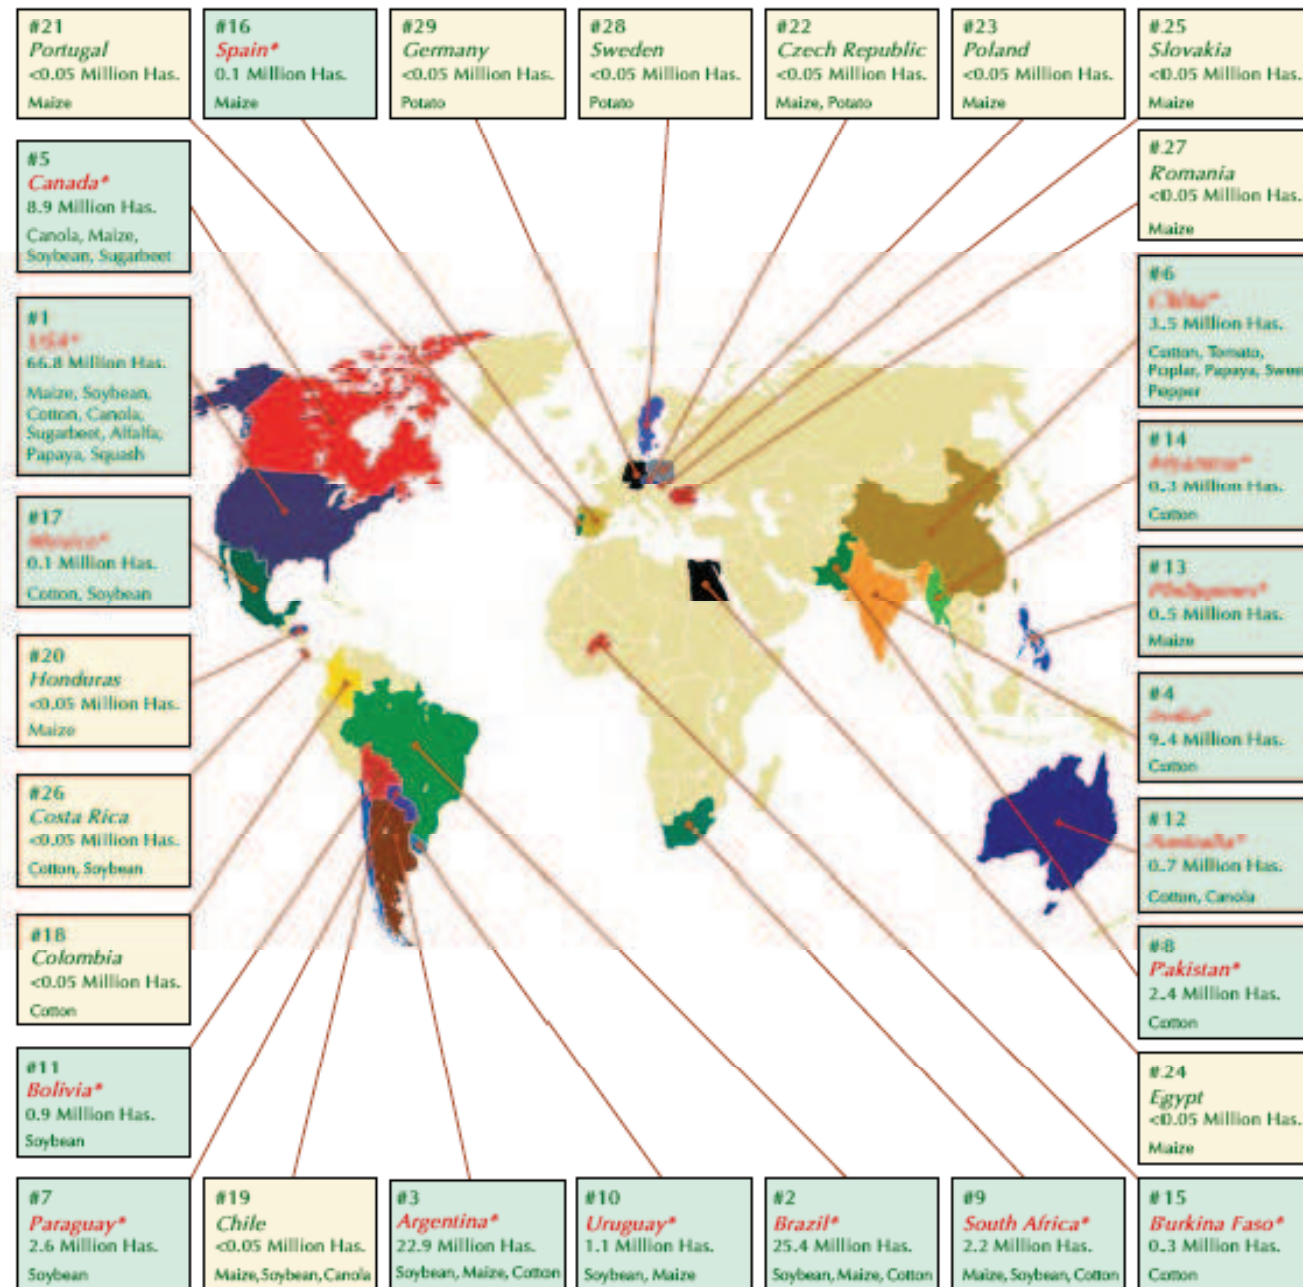 #21
Portugal
<0.05 Million Has.
Maize
#16
Spain*
0.1 Million Has.
Maize
#29
Germany
<0.05 Million Has.
Potato
#28
Sweden
<0.05 Million Has.
Potato
#22
Czech Republic
<0.05 Million Has.
Maize, Potato
#23
Poland
<0.05 Million Has.
Maize
#25
Slovakia
<0.05 Million Has.
Maize
#5
Canada*
8.9 Million Has.
Canola, Maize,
Soybean, Sugarbeet
#1
66.8 Million Has.
Maize, Soybean,
Cotton, Canola,
Sugarbeet, Alfalfa,
Papaya, Squash
#17
0.1 Million Has.
Cotton, Soybean
#20
Honduras
<0.05 Million Has.
Maize
#26
Costa Rica
<0.05 Million Has.
Cotton, Soybean
#18
Colombia
<0.05 Million Has.
Cotton
#11
Bolivia*
0.9 Million Has.
Soybean
#27
Romania
<0.05 Million Has.
Maize
#6
3.5 Million Has.
Cotton, Tomato,
Poplar, Papaya, Sweet
Pepper
#14
0.3 Million Has.
Cotton
#13
0.5 Million Has.
Maize
#4
9.4 Million Has.
Cotton
#12
0.7 Million Has.
Cotton, Canola
#8
Pakistan*
2.4 Million Has.
Cotton
#24
Egypt
<0.05 Million Has.
Maize
#7
Paraguay*
2.6 Million Has.
Soybean
#19
Chile
<0.05 Million Has.
Maize,Soybean,Canola
#3
Argentina*
22.9 Million Has.
Soybean, Maize, Cotton
#10
Uruguay*
1.1 Million Has.
Soybean, Maize
#2
Brazil*
25.4 Million Has.
Soybean, Maize, Cotton
#9
South Africa*
2.2 Million Has.
Maize, Soybean, Cotton
#15
Burkina Faso*
0.3 Million Has.
Cotton